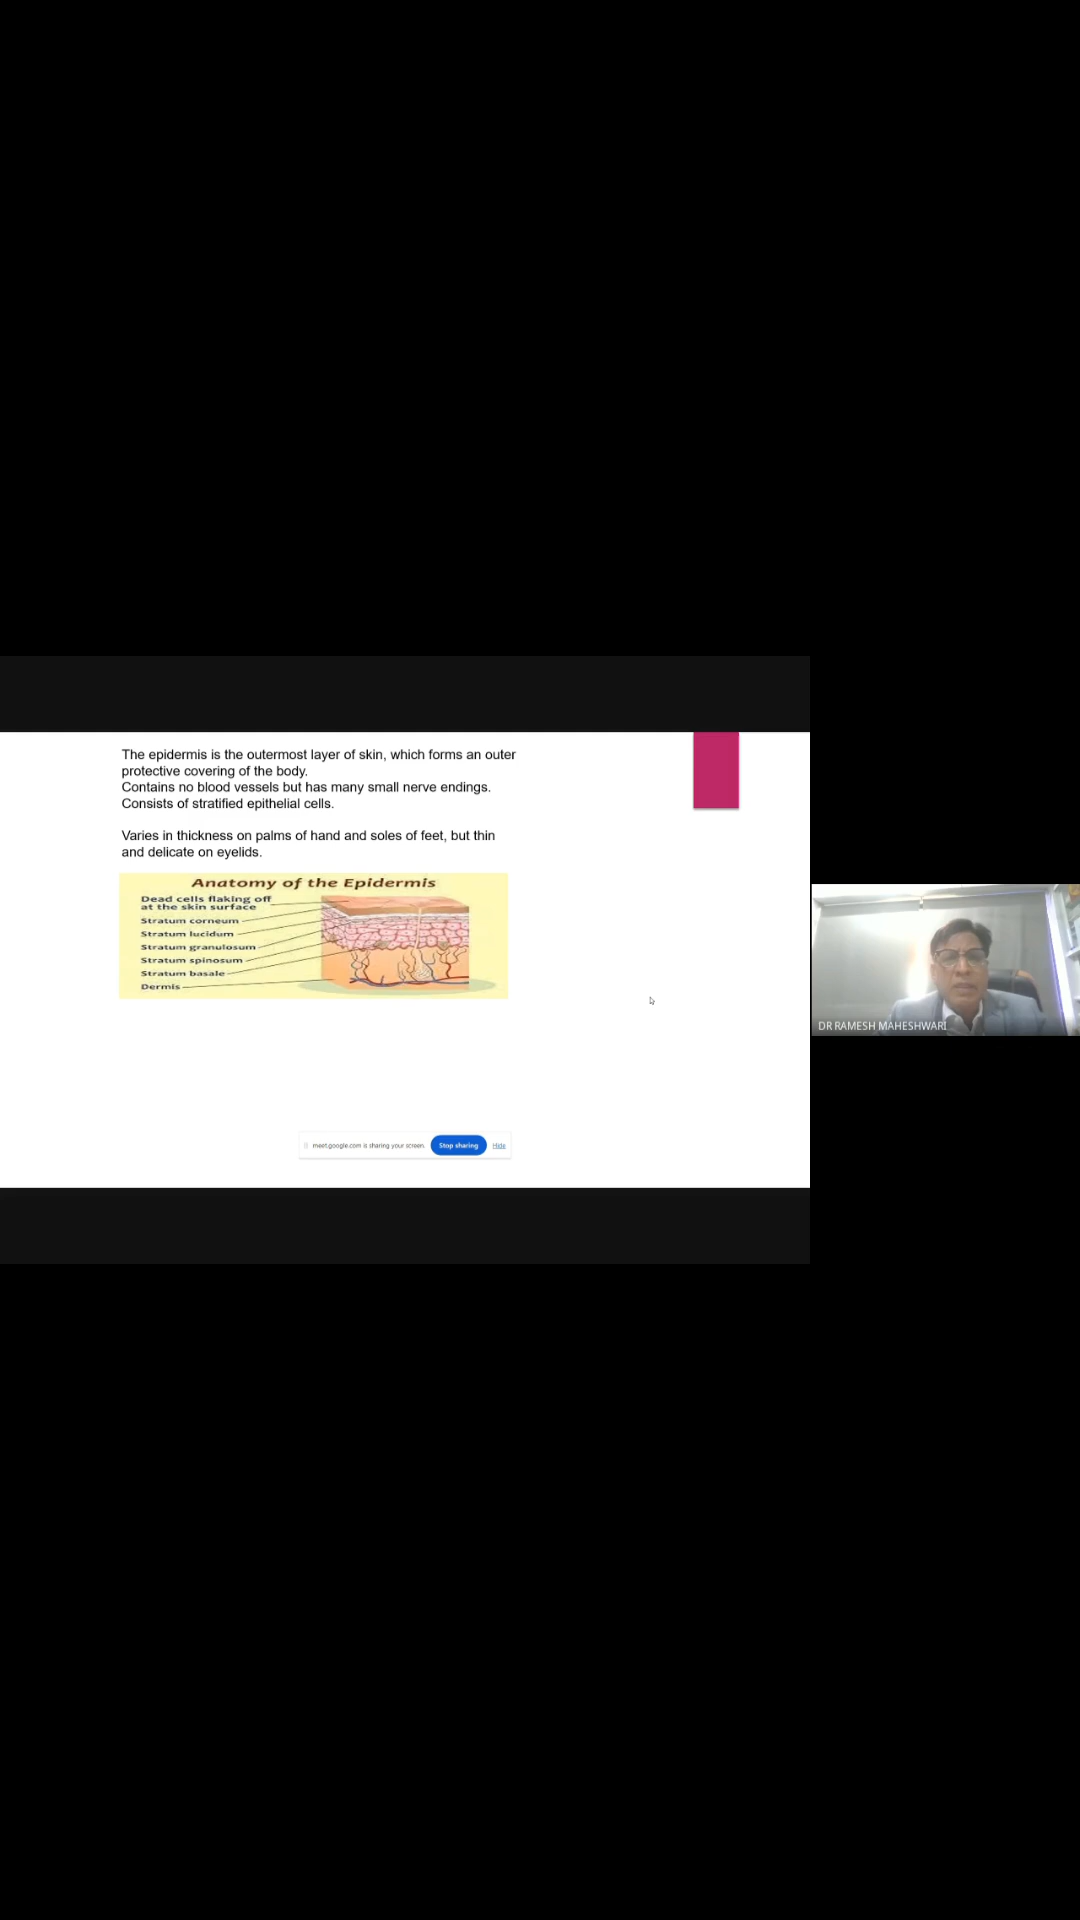 The epidermis is the outermost layer of skin, which forms an outer
protective covering of the body.
Contains no blood vessels but has many small nerve endings.
Consists of stratified epithelial cells.
Varies in thickness on palms of hand and soles of feet, but thin
and delicate on eyelids.
Anatomy of the Epidermis
Dead cells flaking off
at the skin surface
Stratum corneum
Stratum lucidum
Stratum granulosum
Stratum spinosum
Stratum basale
Dermis
DR RAMESH MAHESHWARI
meet.google.com is sharing your screen. Stop sharing Hide